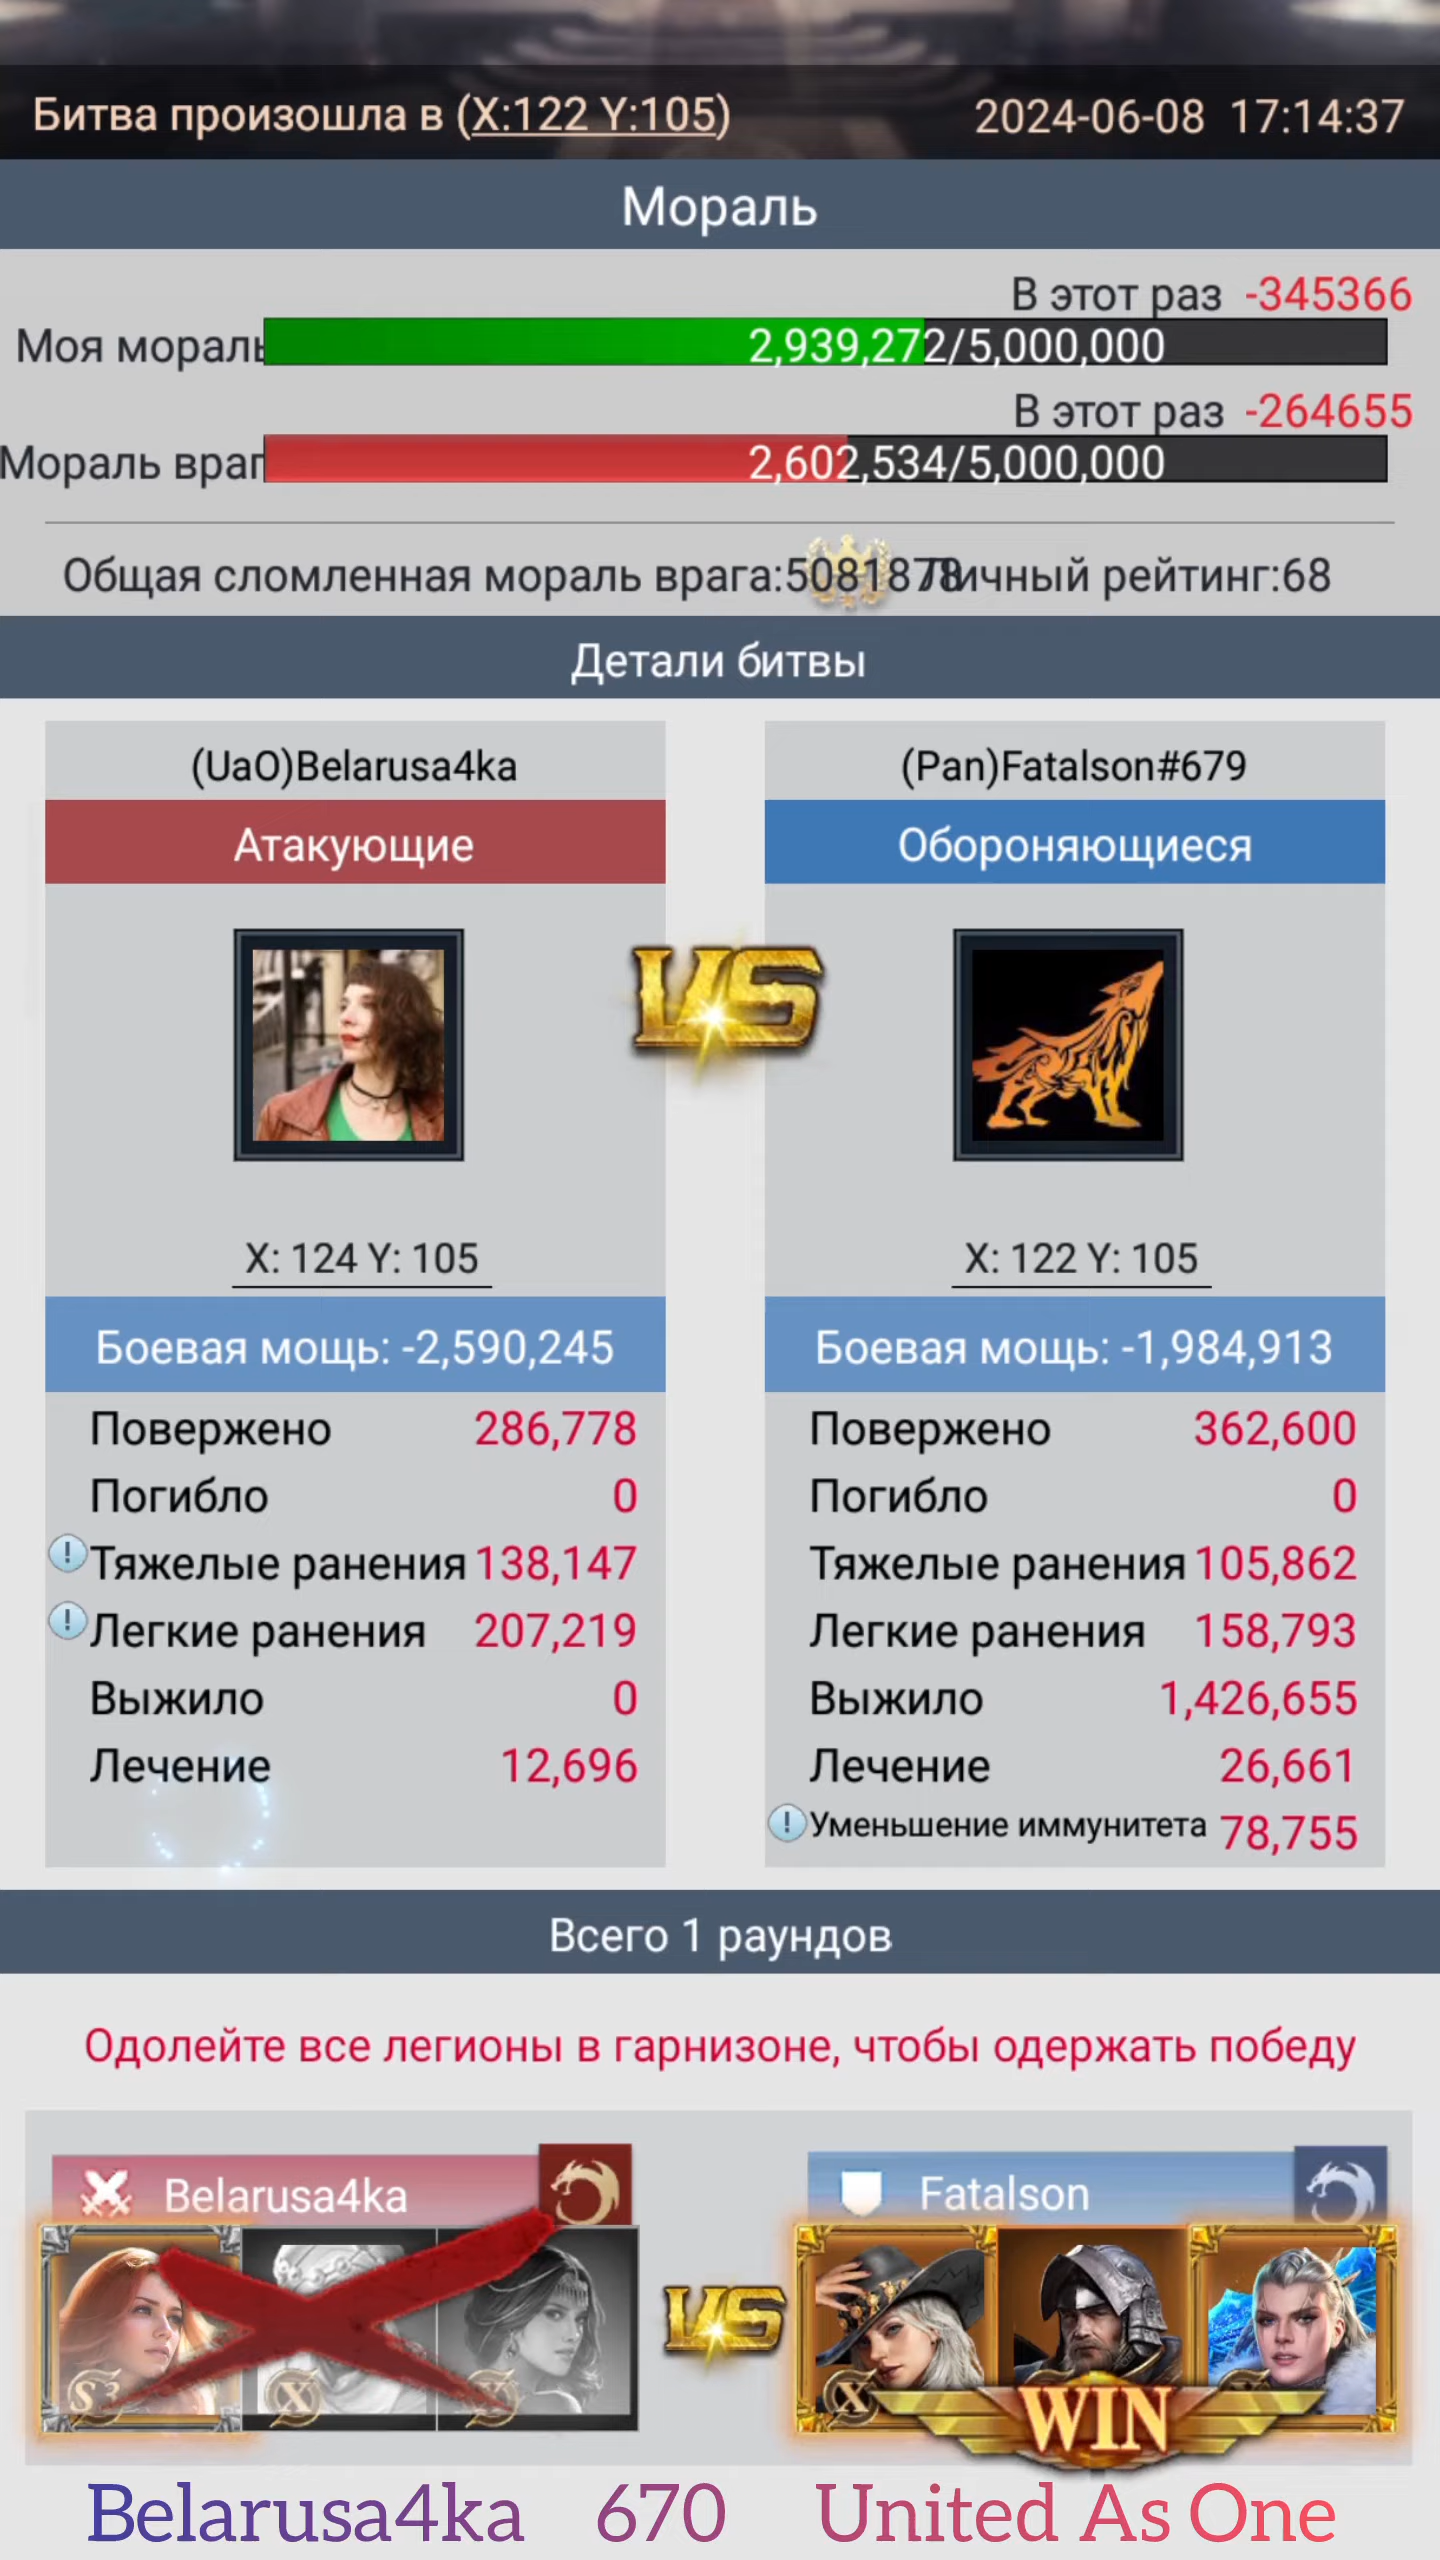 Битва произошла в (X:122 Y:105) 2024-06-08 17:14:37
Мораль
В этот раз -345366
Моя мораль 2,939,272/5,000,000
В этот раз -264655
Мораль враг 2,602,534/5,000,000
Общая сломленная мораль врага:5081878 Личный рейтинг:68
Детали битвы
(UaO)Belarusa4ka (Pan)Fatalson#679
Атакующие Обороняющиеся
VS
X: 124 Y: 105 X: 122 Y: 105
Боевая мощь: -2,590,245 Боевая мощь: -1,984,913
Повержено 286,778 Повержено 362,600
Погибло 0 Погибло 0
Тяжелые ранения 138,147 Тяжелые ранения 105,862
Легкие ранения 207,219 Легкие ранения 158,793
Выжило 0 Выжило 1,426,655
Лечение 12,696 Лечение 26,661
Уменьшение иммунитета 78,755
Всего 1 раундов
Одолейте все легионы в гарнизоне, чтобы одержать победу
Belarusa4ka Fatalson
VS
S3 X X X
WIN
Belarusa4ka 670 United As One